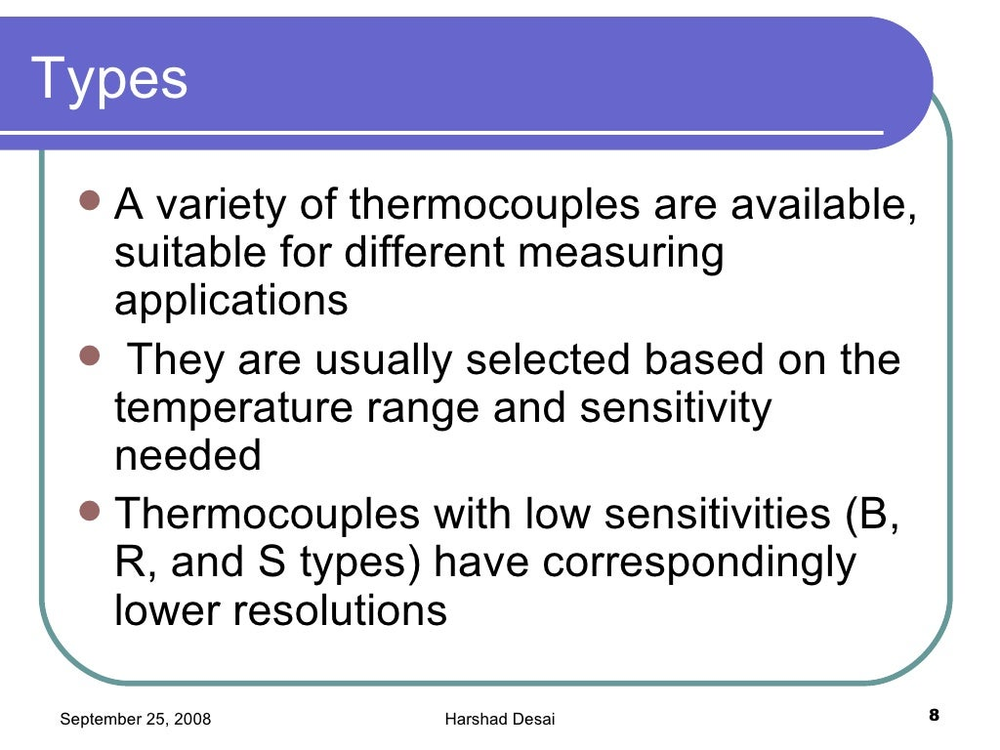 Types
A variety of thermocouples are available,
suitable for different measuring
applications
They are usually selected based on the
temperature range and sensitivity
needed
Thermocouples with low sensitivities (B,
R, and S types) have correspondingly
lower resolutions
September 25, 2008
Harshad Desai
8